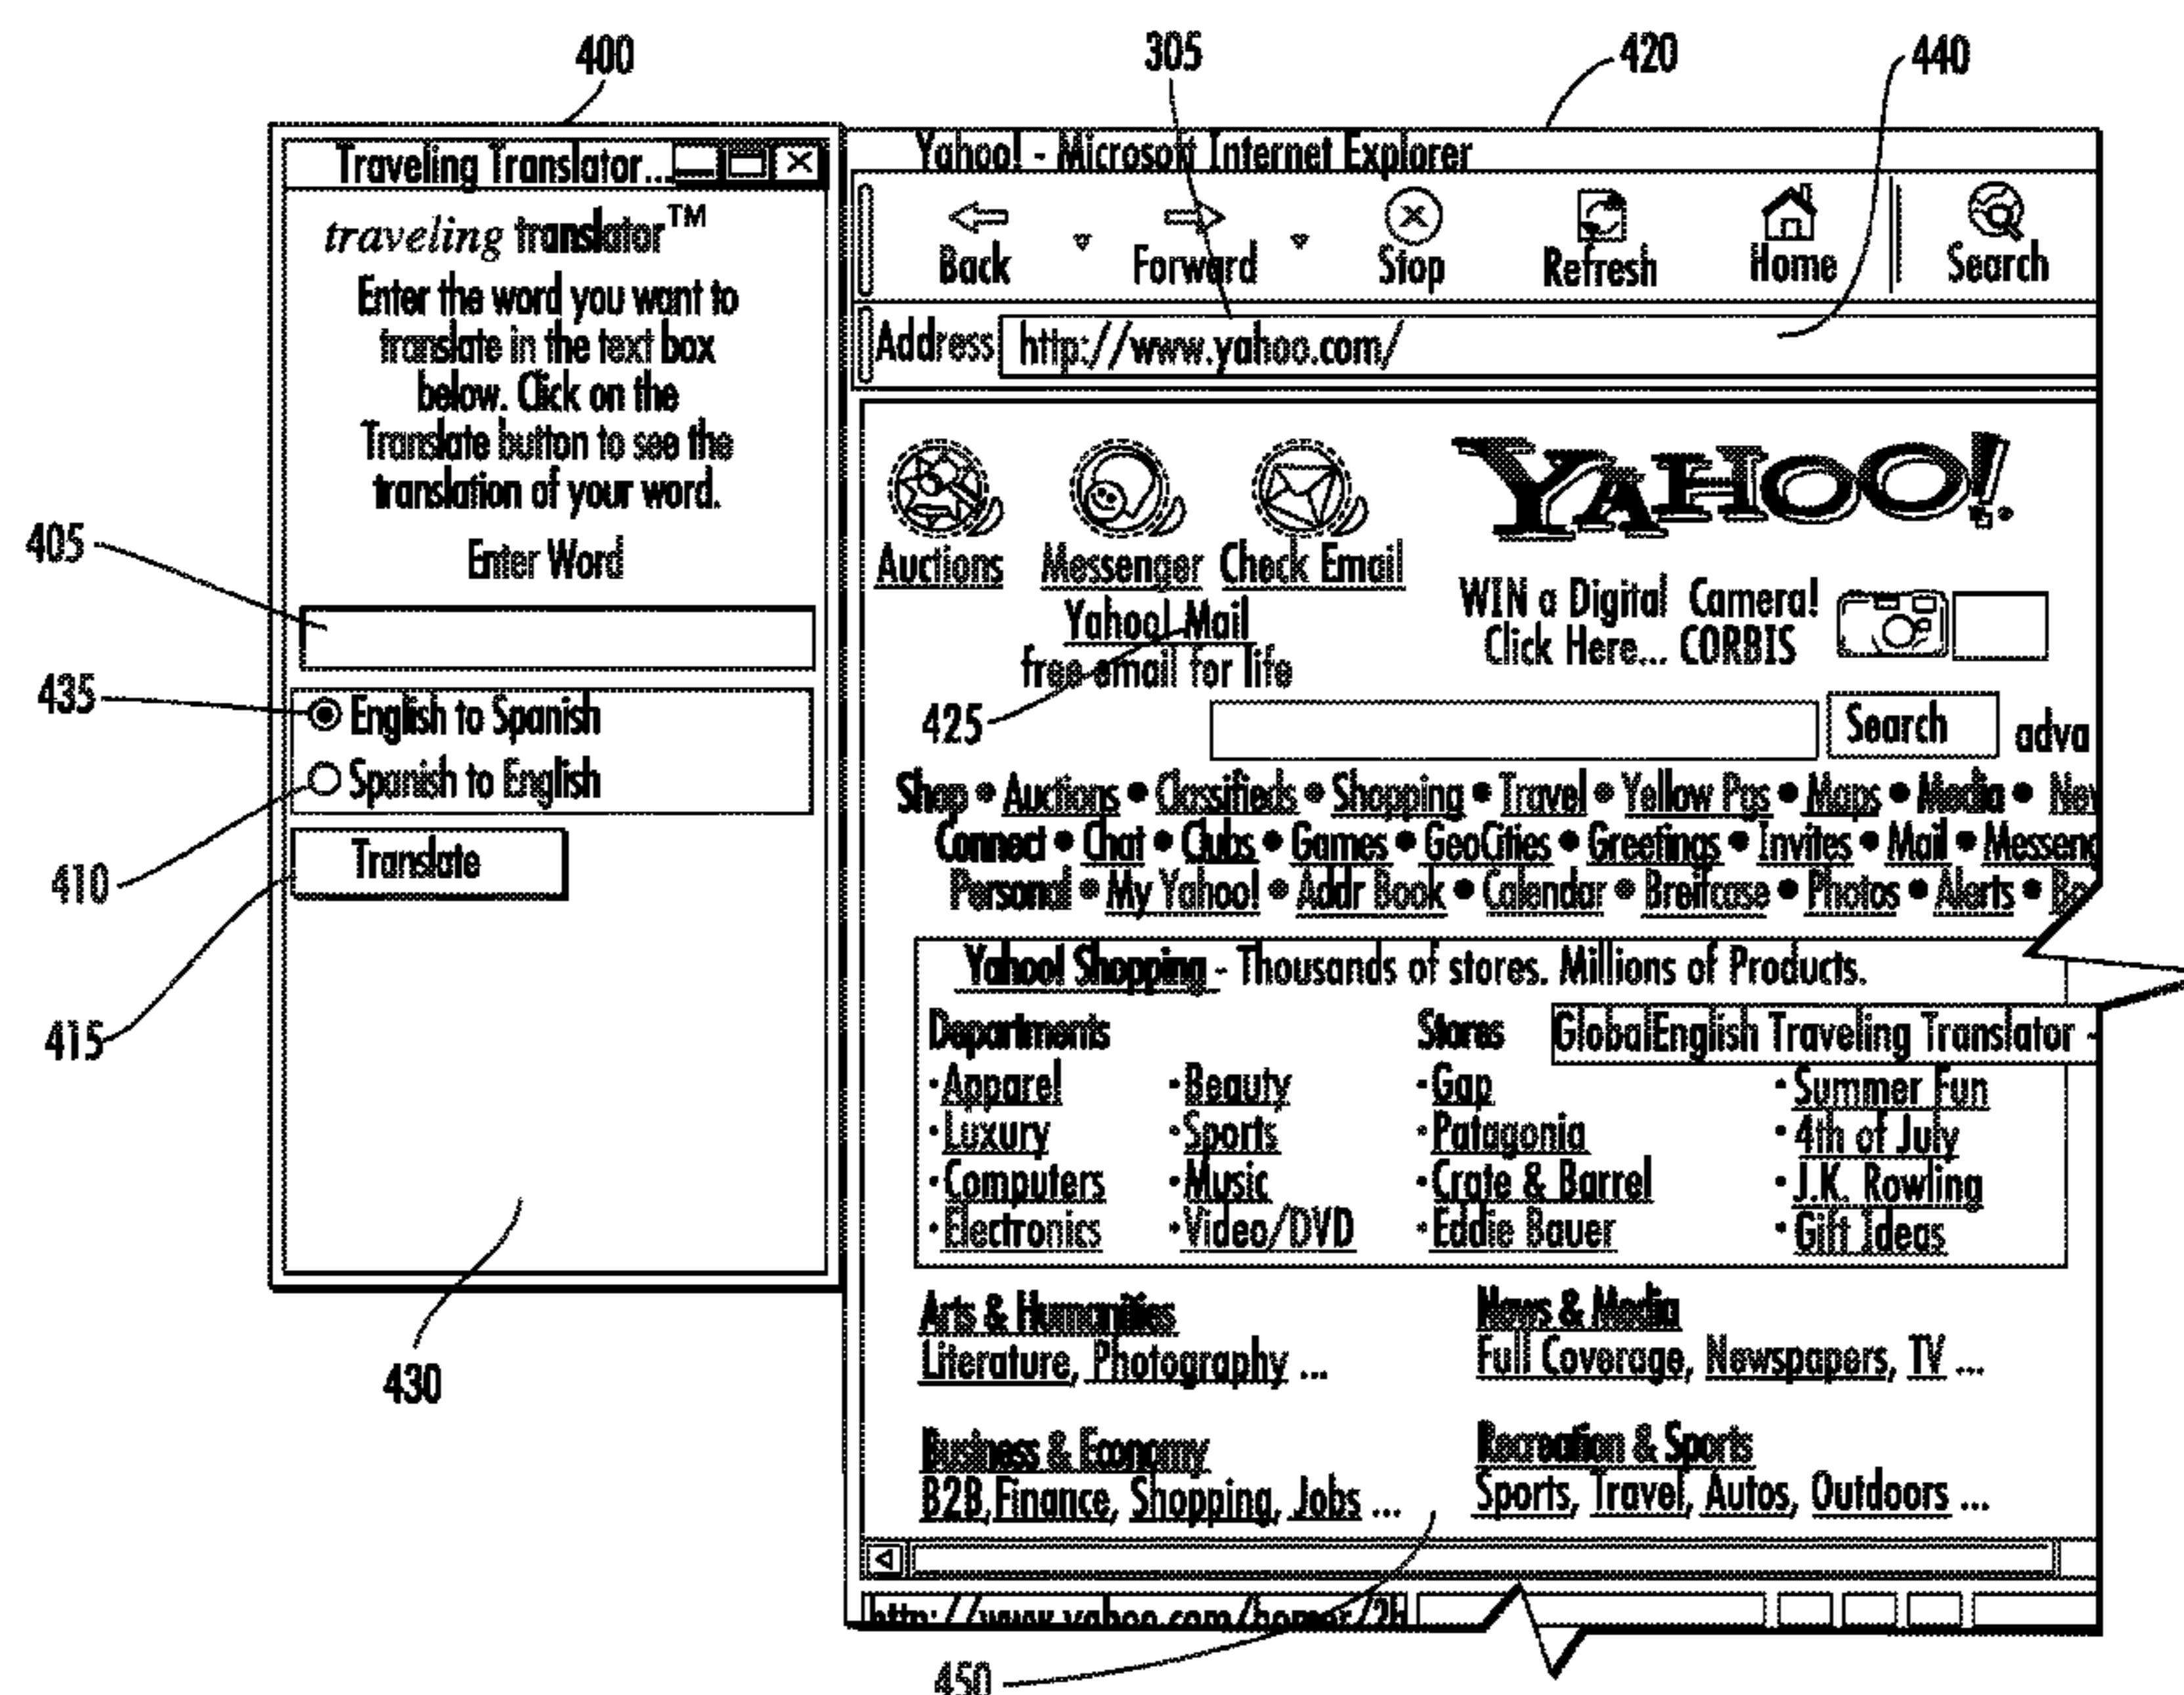 400
305
420
440
Traveling Translator...
traveling translator™
Enter the word you want to
translate in the text box
below. Click on the
Translate button to see the
translation of your word.
Enter Word
405
435
English to Spanish
Spanish to English
410
Translate
415
430
Yahoo! - Microsoft Internet Explorer
Back Forward Stop Refresh Home Search
Address http://www.yahoo.com/
YAHOO!
Auctions Messenger Check Email
Yahoo! Mail
free email for life
WIN a Digital Camera!
Click Here... CORBIS
425
Search adva
Shop • Auctions • Classifieds • Shopping • Travel • Yellow Pgs • Maps • Media • New
Connect • Chat • Clubs • Games • GeoCities • Greetings • Invites • Mail • Messeng
Personal • My Yahoo! • Addr Book • Calendar • Breifcase • Photos • Alerts • Bo
Yahoo! Shopping - Thousands of stores. Millions of Products.
Departments Stores GlobalEnglish Traveling Translator -
·Apparel ·Beauty ·Gap ·Summer Fun
·Luxury ·Sports ·Patagonia ·4th of July
·Computers ·Music ·Crate & Barrel ·J.K. Rowling
·Electronics ·Video/DVD ·Eddie Bauer ·Gift Ideas
Arts & Humanities
Literature, Photography ...
News & Media
Full Coverage, Newspapers, TV ...
Business & Economy
B2B, Finance, Shopping, Jobs ...
Recreation & Sports
Sports, Travel, Autos, Outdoors ...
http://www.yahoo.com/homer/?h
450